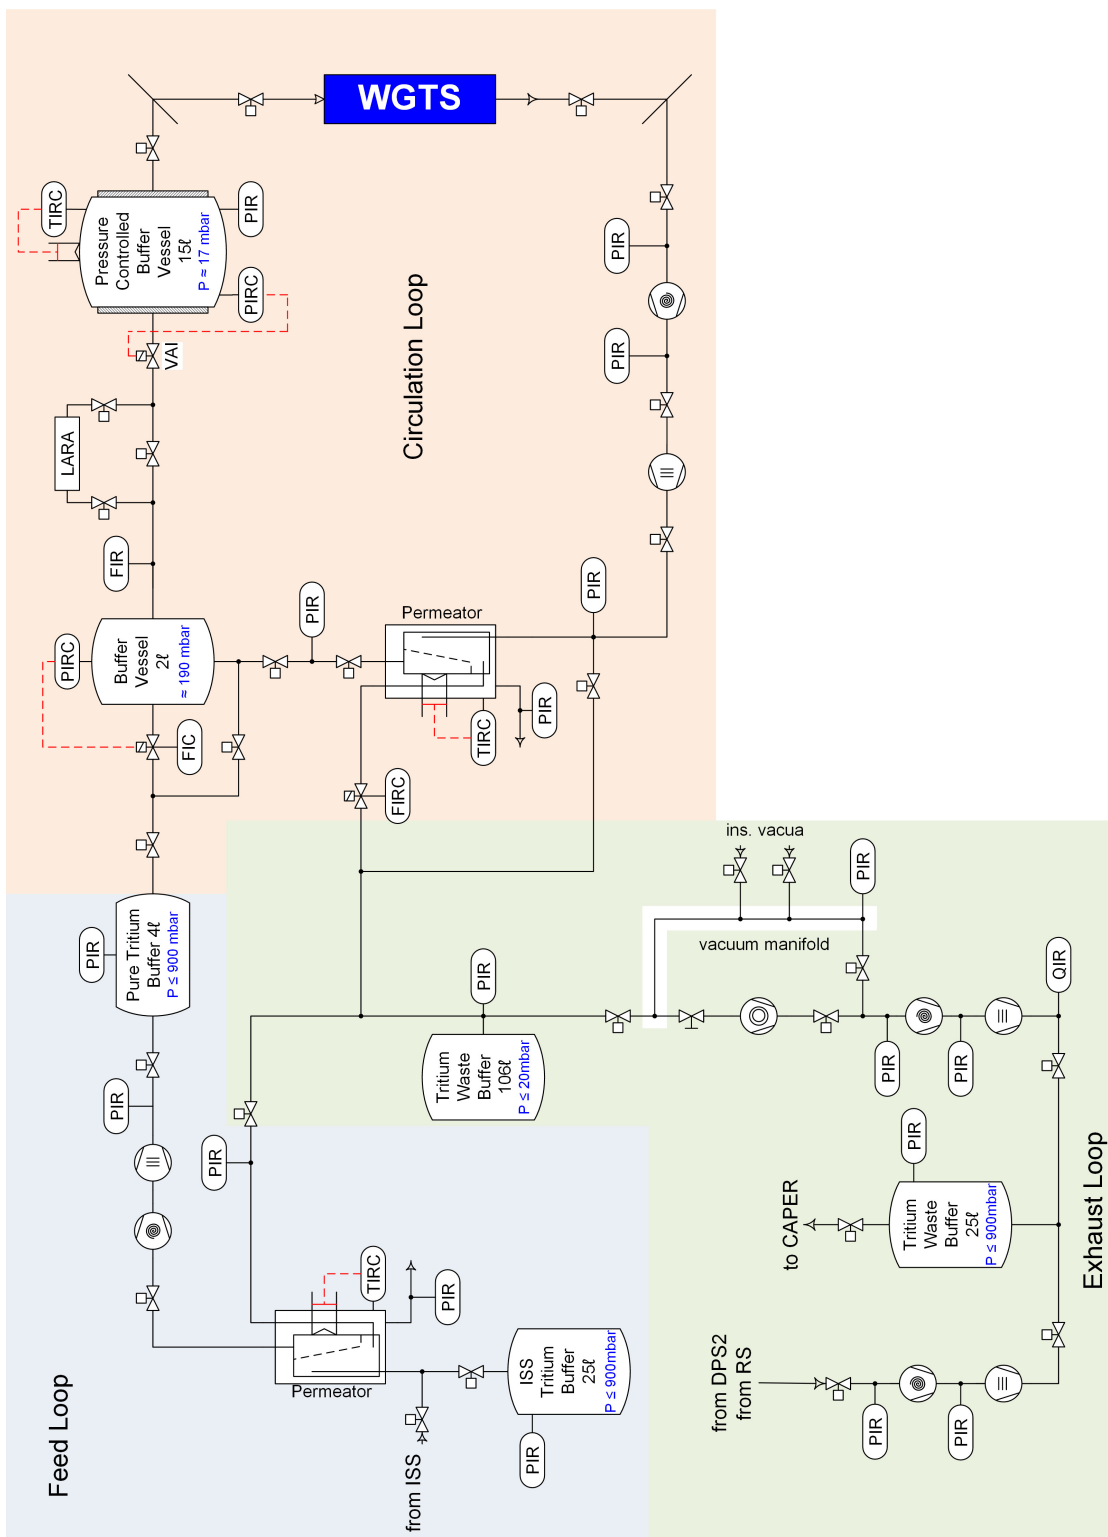 WGTS
TIRC
Pressure
Controlled
Buffer
Vessel
15ℓ
P ≈ 17 mbar
PIR
PIRC
PIR
PIR
VAI
Circulation Loop
LARA
FIR
PIR
PIR
Permeator
PIRC
Buffer
Vessel
2ℓ
≈ 190 mbar
FIC
TIRC
PIR
FIRC
ins. vacua
PIR
vacuum manifold
PIR
Pure Tritium
Buffer 4ℓ
P ≤ 900 mbar
PIR
QIR
Tritium
Waste
Buffer
106ℓ
P ≤ 20mbar
PIR
PIR
PIR
PIR
PIR
to CAPER
Tritium
Waste
Buffer
25ℓ
P ≤ 900mbar
Exhaust Loop
TIRC
PIR
Permeator
ISS
Tritium
Buffer
25ℓ
P ≤ 900mbar
PIR
from ISS
Feed Loop
from DPS2
from RS
PIR
PIR